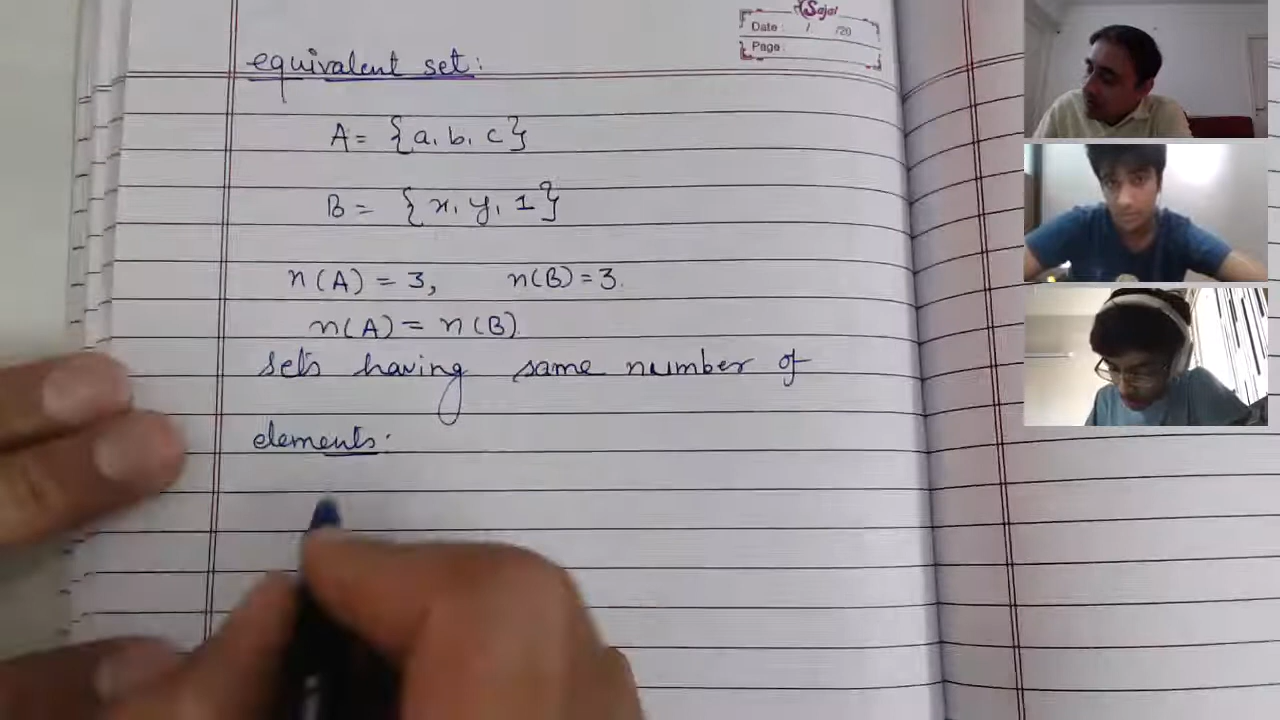 Sajal
Date : / /20
Page :
equivalent set:
A = {a, b, c}
B = {x, y, 1}
n(A) = 3, n(B) = 3.
n(A) = n(B).
sets having same number of
elements: